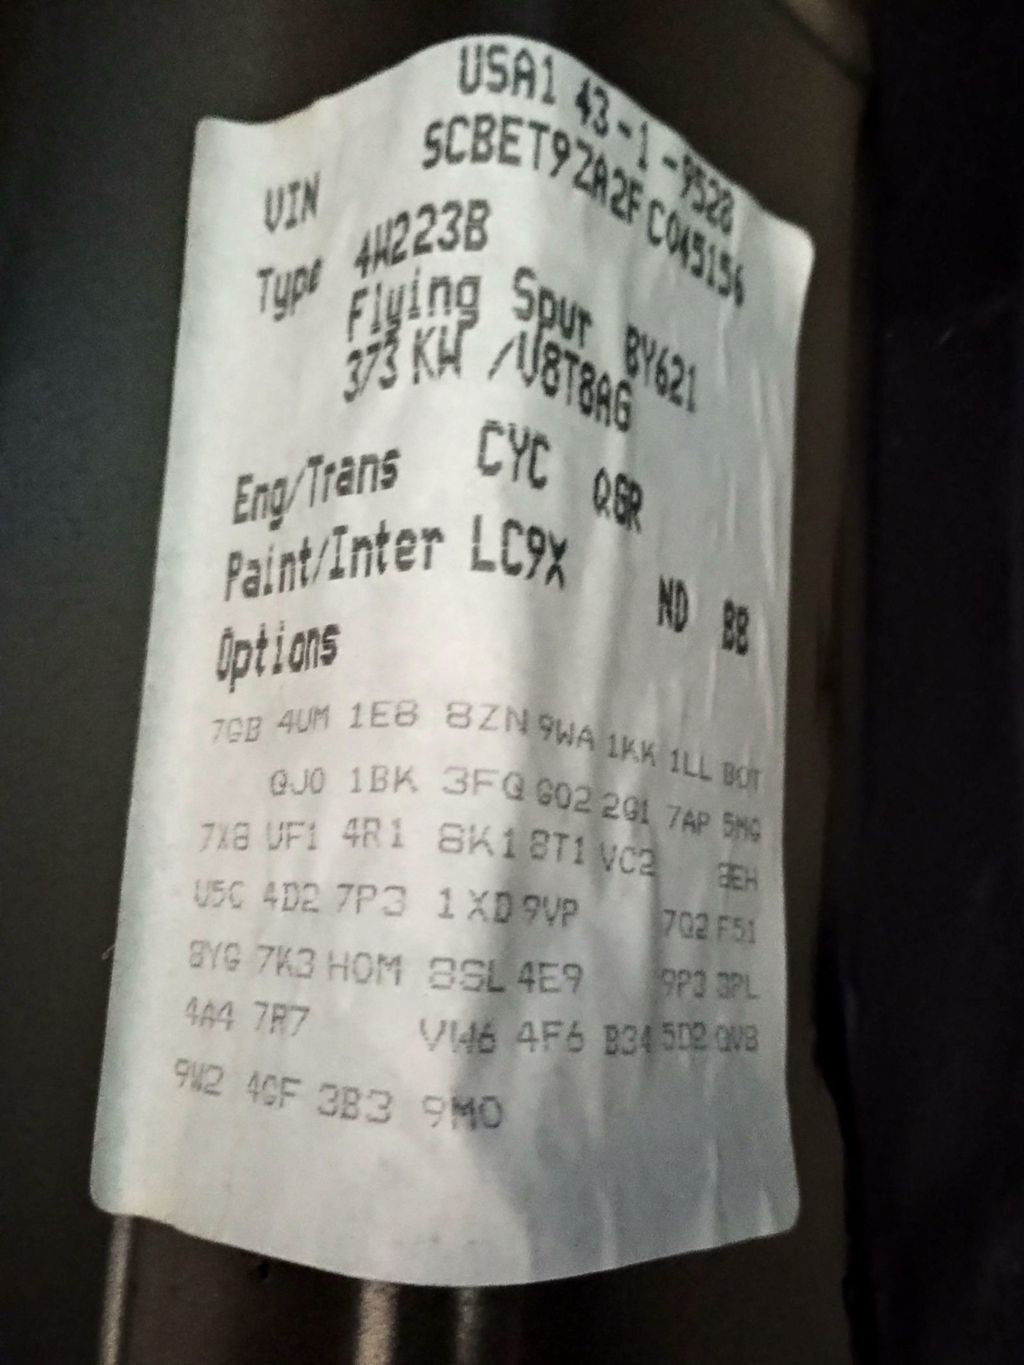 USA1 43-1-9528
VIN SCBET9ZA2FC045156
Type 4W223B
Flying Spur BY621
373 KW /V8T8AG
Eng/Trans CYC QGR
Paint/Inter LC9X ND BB
Options
7GB 4UM 1E8 8ZN 9WA 1KK 1LL B0T
QJ0 1BK 3FQ G02 2G1 7AP 5MG
7X8 UF1 4R1 8K1 8T1 VC2 8EH
U5C 4D2 7P3 1XD 9VP 7Q2 F51
8YG 7K3 H0M 8SL 4E9 9P3 3PL
4A4 7R7 VW6 4F6 B34 5D2 QV8
9W2 4GF 3B3 9M0